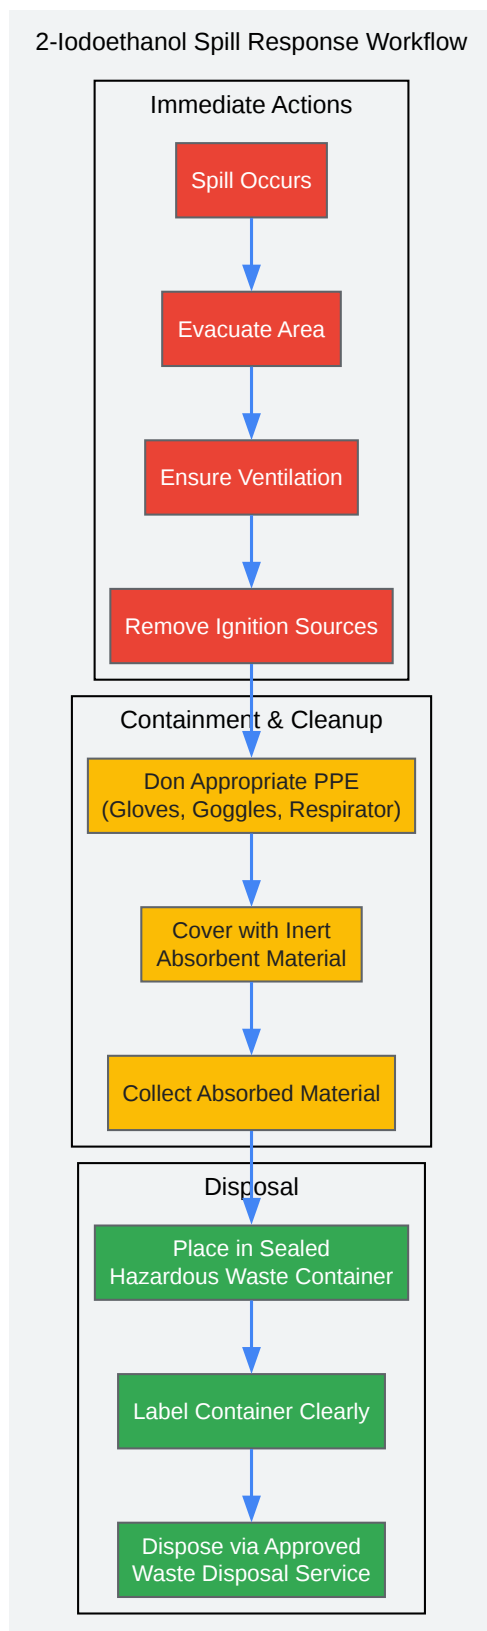 2-Iodoethanol Spill Response Workflow
Immediate Actions
Spill Occurs
Evacuate Area
Ensure Ventilation
Remove Ignition Sources
Containment & Cleanup
Don Appropriate PPE
(Gloves, Goggles, Respirator)
Cover with Inert
Absorbent Material
Collect Absorbed Material
Disposal
Place in Sealed
Hazardous Waste Container
Label Container Clearly
Dispose via Approved
Waste Disposal Service